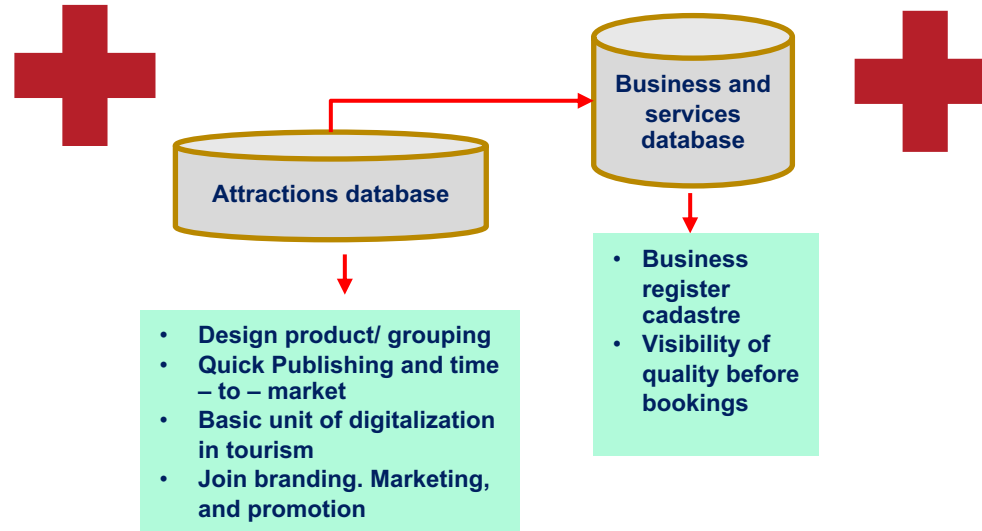 Business and
services
database
Attractions database
• Business
register
cadastre
• Visibility of
quality before
bookings
• Design product/ grouping
• Quick Publishing and time
– to – market
• Basic unit of digitalization
in tourism
• Join branding. Marketing,
and promotion